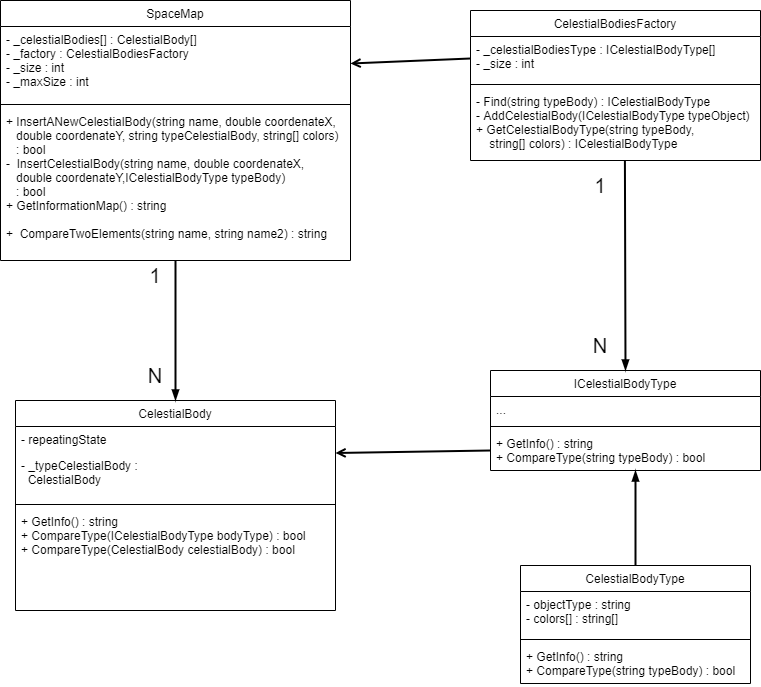 SpaceMap
- _celestialBodies[] : CelestialBody[]
- _factory : CelestialBodiesFactory
- _size : int
- _maxSize : int
+ InsertANewCelestialBody(string name, double coordenateX,
double coordenateY, string typeCelestialBody, string[] colors)
: bool
- InsertCelestialBody(string name, double coordenateX,
double coordenateY,ICelestialBodyType typeBody)
: bool
+ GetInformationMap() : string
+ CompareTwoElements(string name, string name2) : string
CelestialBodiesFactory
- _celestialBodiesType : ICelestialBodyType[]
- _size : int
- Find(string typeBody) : ICelestialBodyType
- AddCelestialBody(ICelestialBodyType typeObject)
+ GetCelestialBodyType(string typeBody,
string[] colors) : ICelestialBodyType
1
N
1
N
CelestialBody
- repeatingState
- _typeCelestialBody :
CelestialBody
+ GetInfo() : string
+ CompareType(ICelestialBodyType bodyType) : bool
+ CompareType(CelestialBody celestialBody) : bool
ICelestialBodyType
...
+ GetInfo() : string
+ CompareType(string typeBody) : bool
CelestialBodyType
- objectType : string
- colors[] : string[]
+ GetInfo() : string
+ CompareType(string typeBody) : bool